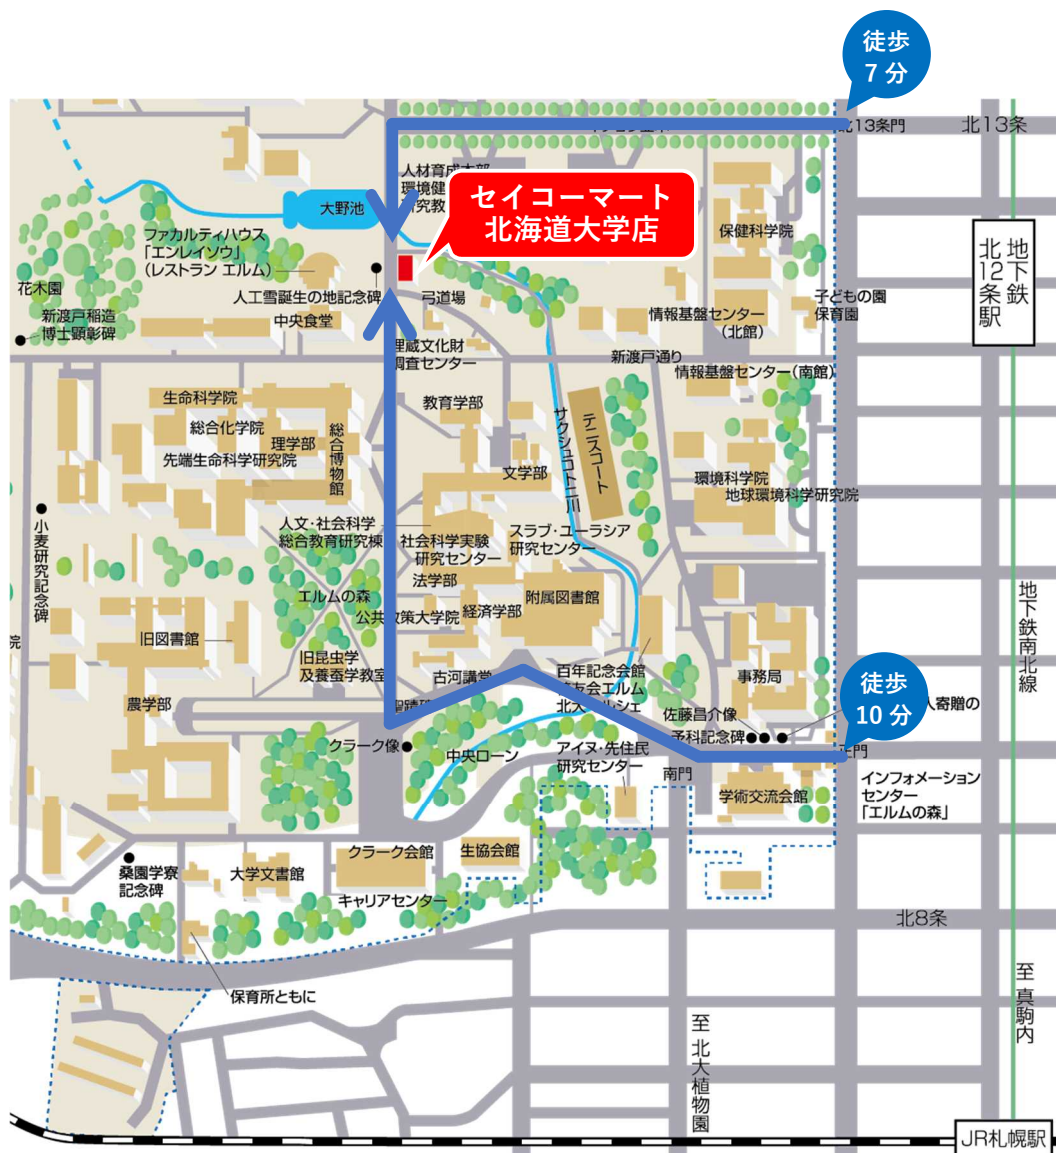 徒歩
7分
北13条門
北13条
人材育成本部
大野池
セイコーマート
北海道大学店
保健科学院
ファカルティハウス
「エンレイソウ」
(レストラン エルム)
地下鉄
北12条駅
花木園
人工雪誕生の地記念碑
弓道場
子どもの園
保育園
新渡戸稲造
博士顕彰碑
中央食堂
情報基盤センター
(北館)
埋蔵文化財
調査センター
新渡戸通り
情報基盤センター(南館)
生命科学院
教育学部
総合化学院
理学部
総合博物館
先端生命科学研究院
サクシュコトニ川
テニスコート
文学部
環境科学院
地球環境科学研究院
小麦研究記念碑
人文・社会科学
総合教育研究棟
社会科学実験
研究センター
スラブ・ユーラシア
研究センター
エルムの森
法学部
附属図書館
公共政策大学院
経済学部
地下鉄南北線
院
旧図書館
旧昆虫学
及養蚕学教室
古河講堂
百年記念会館
事務局
徒歩
10分
農学部
佐藤昌介像
人寄贈の
予科記念碑
クラーク像
中央ローン
アイヌ・先住民
研究センター
正門
南門
学術交流会館
インフォメーション
センター
「エルムの森」
クラーク会館
生協会館
桑園学寮
記念碑
大学文書館
キャリアセンター
北8条
保育所ともに
至 真駒内
至 北大植物園
JR札幌駅